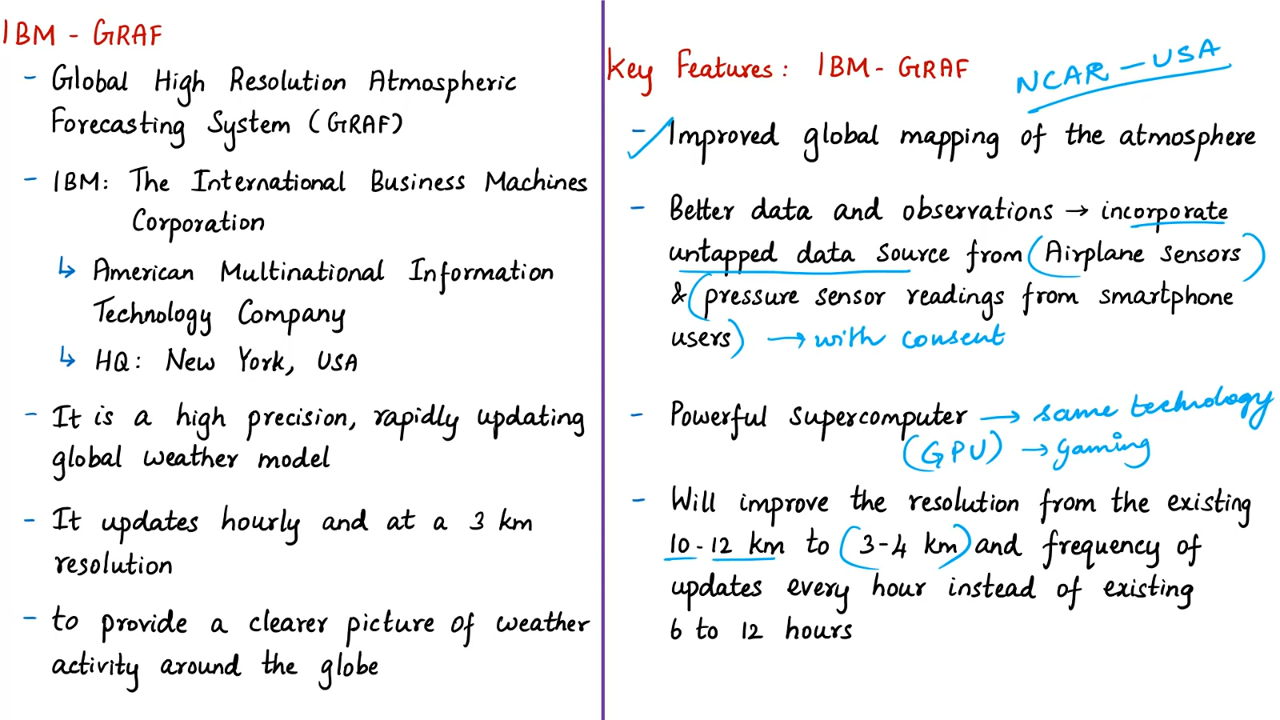 IBM - GRAF
- Global High Resolution Atmospheric
Forecasting System (GRAF)
- IBM: The International Business Machines
Corporation
↳ American Multinational Information
Technology Company
↳ HQ: New York, USA
- It is a high precision, rapidly updating
global weather model
- It updates hourly and at a 3 km
resolution
- to provide a clearer picture of weather
activity around the globe
Key Features: IBM- GRAF
NCAR - USA
- Improved global mapping of the atmosphere
- Better data and observations → incorporate
untapped data source from (Airplane sensors)
& (pressure sensor readings from smartphone
users) → with consent
- Powerful supercomputer → same technology
(GPU) → gaming
- Will improve the resolution from the existing
10-12 km to (3-4 km) and frequency of
updates every hour instead of existing
6 to 12 hours